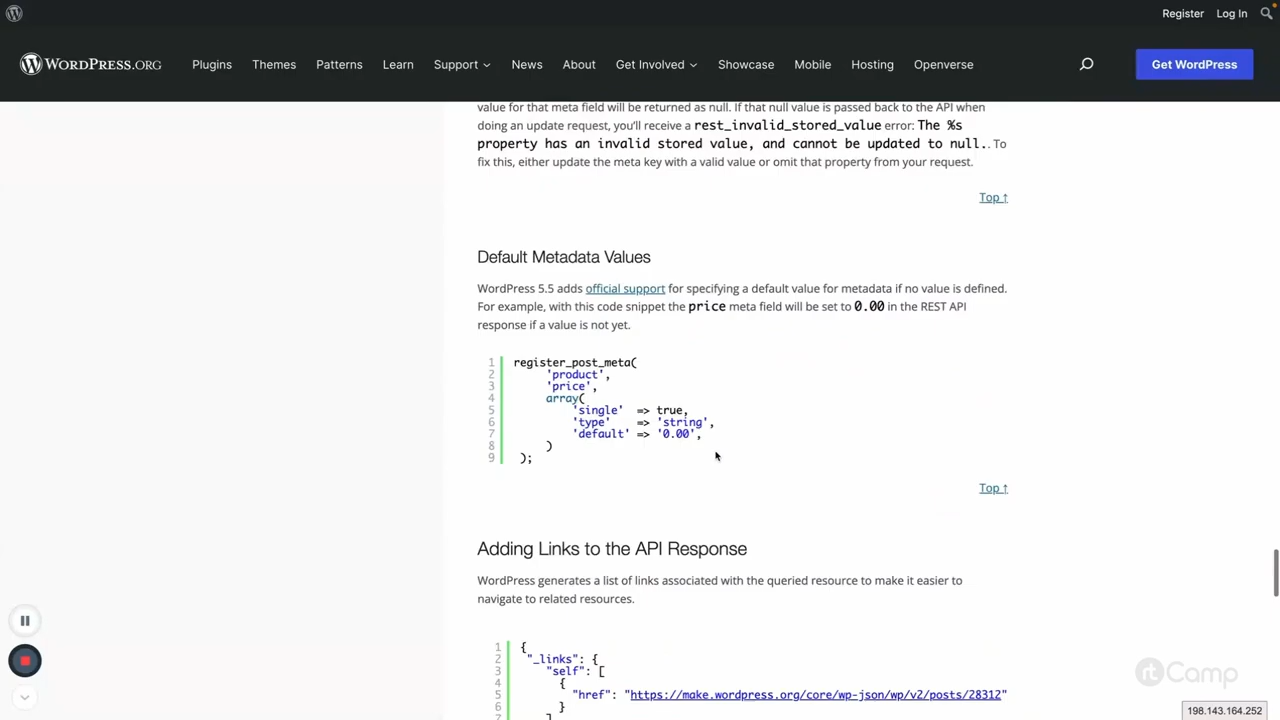 Register Log In
WORDPRESS.ORG Plugins Themes Patterns Learn Support News About Get Involved Showcase Mobile Hosting Openverse Get WordPress
value for that meta field will be returned as null. If that null value is passed back to the API when
doing an update request, you'll receive a rest_invalid_stored_value error: The %s
property has an invalid stored value, and cannot be updated to null.. To
fix this, either update the meta key with a valid value or omit that property from your request.
Top ↑
Default Metadata Values
WordPress 5.5 adds official support for specifying a default value for metadata if no value is defined.
For example, with this code snippet the price meta field will be set to 0.00 in the REST API
response if a value is not yet.
1 register_post_meta(
2 'product',
3 'price',
4 array(
5 'single' => true,
6 'type' => 'string',
7 'default' => '0.00',
8 )
9 );
Top ↑
Adding Links to the API Response
WordPress generates a list of links associated with the queried resource to make it easier to
navigate to related resources.
1 {
2 "_links": {
3 "self": [
4 {
5 "href": "https://make.wordpress.org/core/wp-json/wp/v2/posts/28312"
6 }
7 ]
rtCamp
198.143.164.252